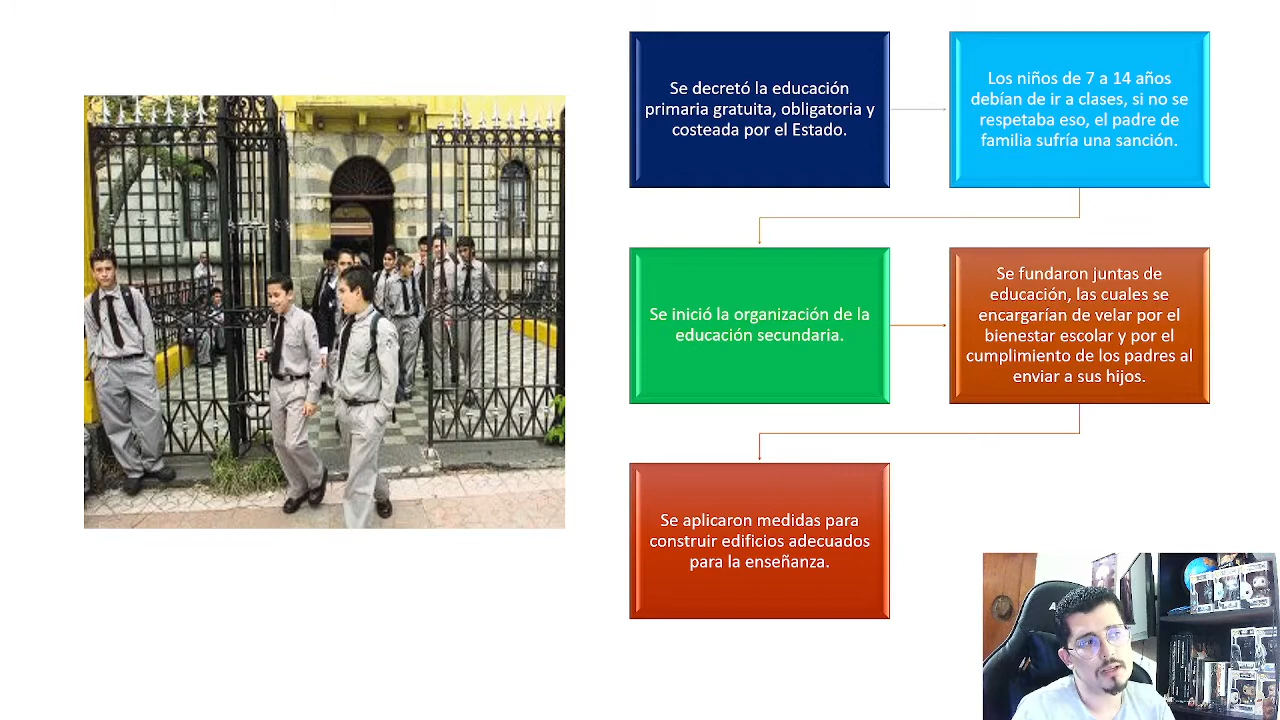 Se decretó la educación
primaria gratuita, obligatoria y
costeada por el Estado.
Los niños de 7 a 14 años
debían de ir a clases, si no se
respetaba eso, el padre de
familia sufría una sanción.
Se inició la organización de la
educación secundaria.
Se fundaron juntas de
educación, las cuales se
encargarían de velar por el
bienestar escolar y por el
cumplimiento de los padres al
enviar a sus hijos.
Se aplicaron medidas para
construir edificios adecuados
para la enseñanza.